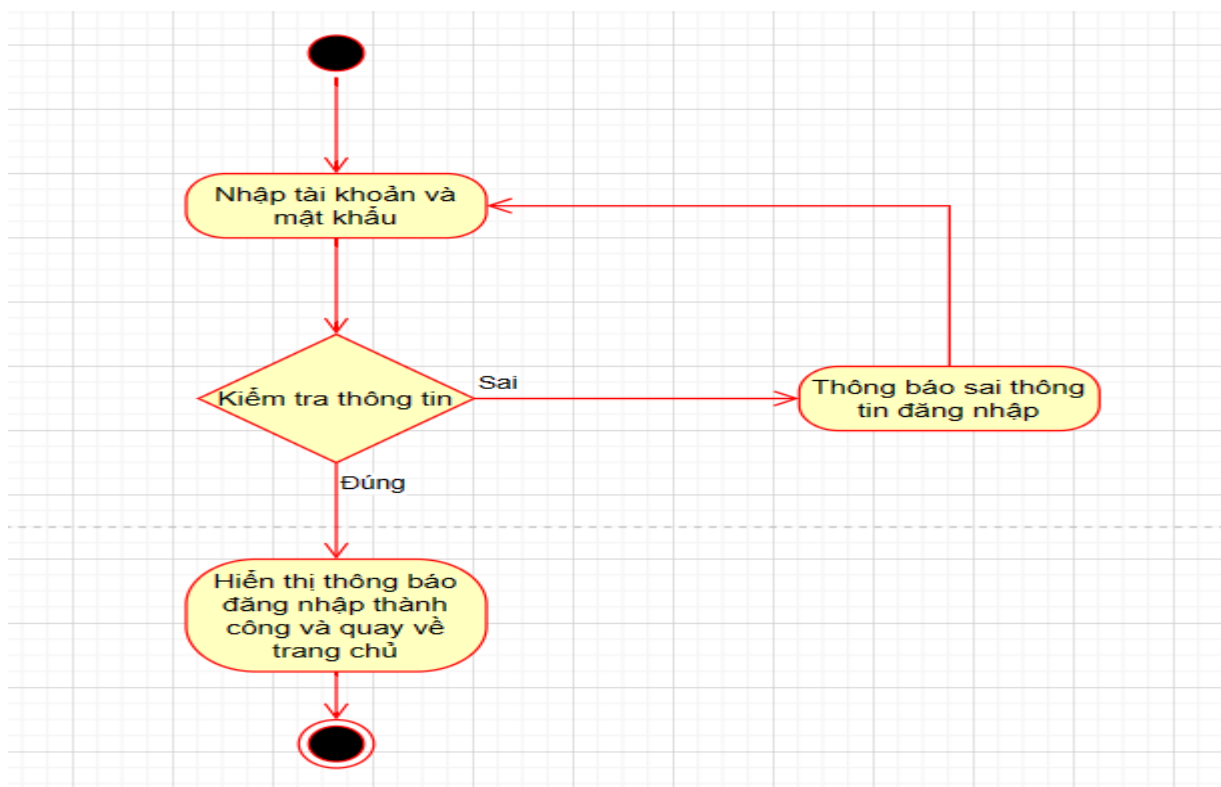 Nhập tài khoản và
mật khẩu
Kiểm tra thông tin
Sai
Thông báo sai thông
tin đăng nhập
Đúng
Hiển thị thông báo
đăng nhập thành
công và quay về
trang chủ